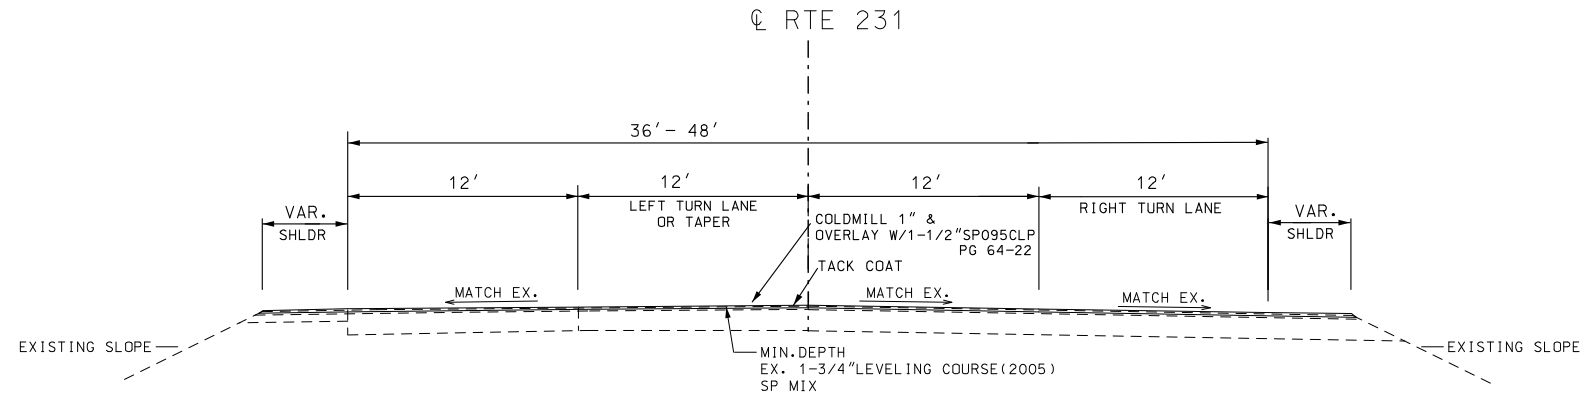 ℄ RTE 231
36'- 48'
12'
12'
12'
12'
LEFT TURN LANE
OR TAPER
RIGHT TURN LANE
VAR.
SHLDR
VAR.
SHLDR
COLDMILL 1" &
OVERLAY W/1-1/2"SP095CLP
PG 64-22
TACK COAT
MATCH EX.
MATCH EX.
MATCH EX.
EXISTING SLOPE
EXISTING SLOPE
MIN.DEPTH
EX. 1-3/4"LEVELING COURSE(2005)
SP MIX